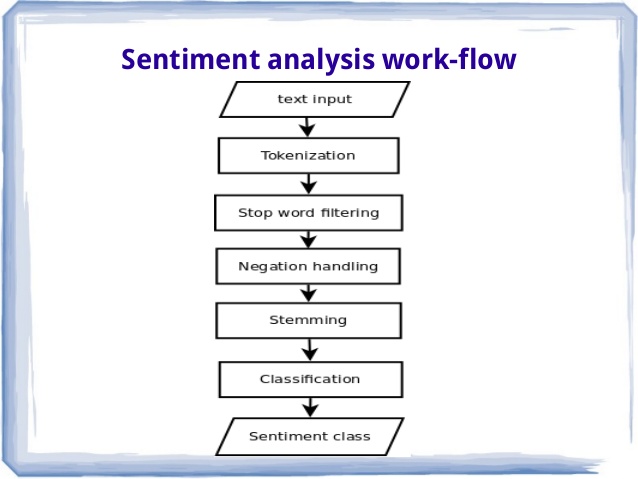 Sentiment analysis work-flow
text input
Tokenization
Stop word filtering
Negation handling
Stemming
Classification
Sentiment class